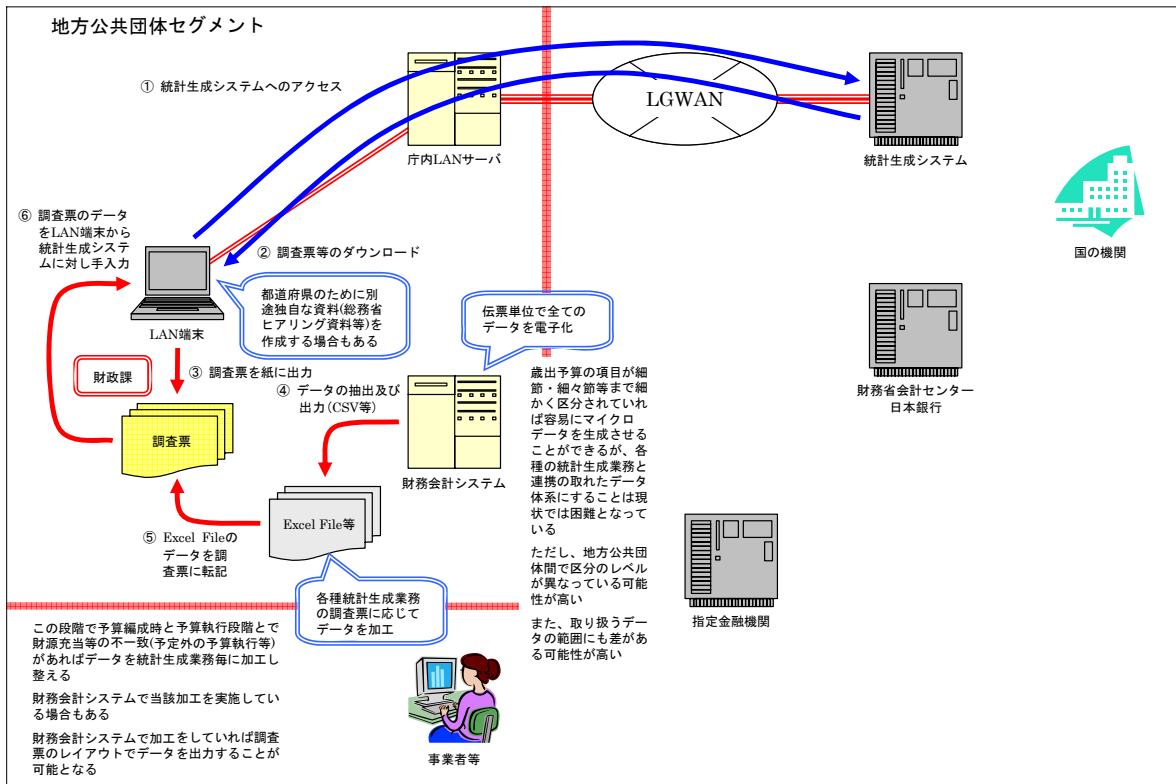 地方公共団体セグメント
① 統計生成システムへのアクセス
LGWAN
庁内LANサーバ
統計生成システム
国の機関
⑥ 調査票のデータ
をLAN端末から
統計生成システ
ムに対し手入力
② 調査票等のダウンロード
LAN端末
都道府県のために別
途独自な資料(総務省
ヒアリング資料等)を
作成する場合もある
伝票単位で全ての
データを電子化
財政課
③ 調査票を紙に出力
④ データの抽出及び
出力(CSV等)
調査票
財務会計システム
Excel File等
⑤ Excel Fileの
データを調
査票に転記
歳出予算の項目が細
節・細々節等まで細
かく区分されていれ
ば容易にマイクロ
データを生成させる
ことができるが、各
種の統計生成業務と
連携の取れたデータ
体系にすることは現
状では困難となって
いる
ただし、地方公共団
体間で区分のレベル
が異なっている可能
性が高い
また、取り扱うデー
タの範囲にも差があ
る可能性が高い
財務省会計センター
日本銀行
指定金融機関
各種統計生成業務
の調査票に応じて
データを加工
この段階で予算編成時と予算執行段階とで
財源充当等の不一致(予定外の予算執行等)
があればデータを統計生成業務毎に加工し
整える
財務会計システムで当該加工を実施してい
る場合もある
財務会計システムで加工をしていれば調査
票のレイアウトでデータを出力することが
可能となる
事業者等